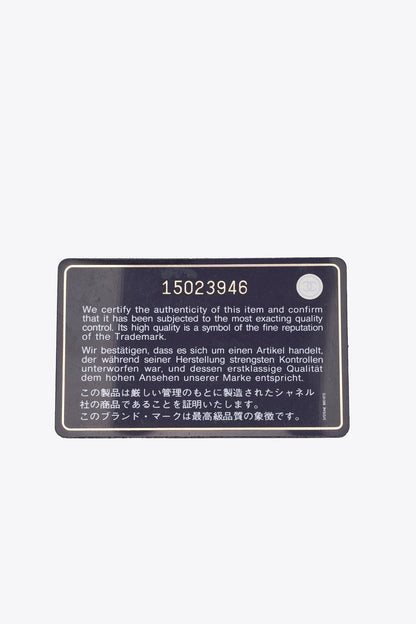 15023946
We certify the authenticity of this item and confirm
that it has been subjected to the most exacting quality
control. Its high quality is a symbol of the fine reputation
of the Trademark.
Wir bestätigen, dass es sich um einen Artikel handelt,
der während seiner Herstellung strengsten Kontrollen
unterworfen war, und dessen erstklassige Qualität
dem hohen Ansehen unserer Marke entspricht.
この製品は厳しい管理のもとに製造されたシャネル
社の商品であることを証明いたします。
このブランド・マークは最高級品質の象徴です。